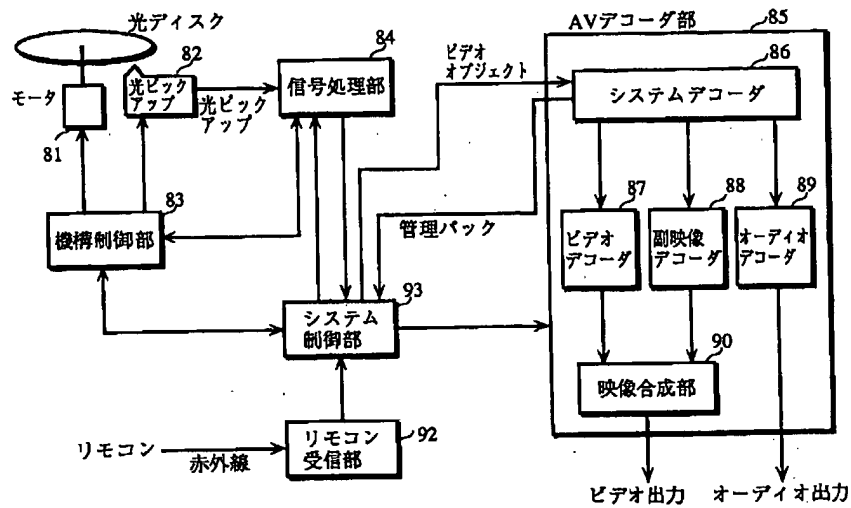 光ディスク
モータ
81
82
光ピック
アップ
光ピック
アップ
84
信号処理部
83
機構制御部
ビデオ
オブジェクト
管理パック
93
システム
制御部
リモコン
赤外線
リモコン
受信部
92
AVデコーダ部
85
86
システムデコーダ
87
ビデオ
デコーダ
88
副映像
デコーダ
89
オーディオ
デコーダ
90
映像合成部
ビデオ出力
オーディオ出力